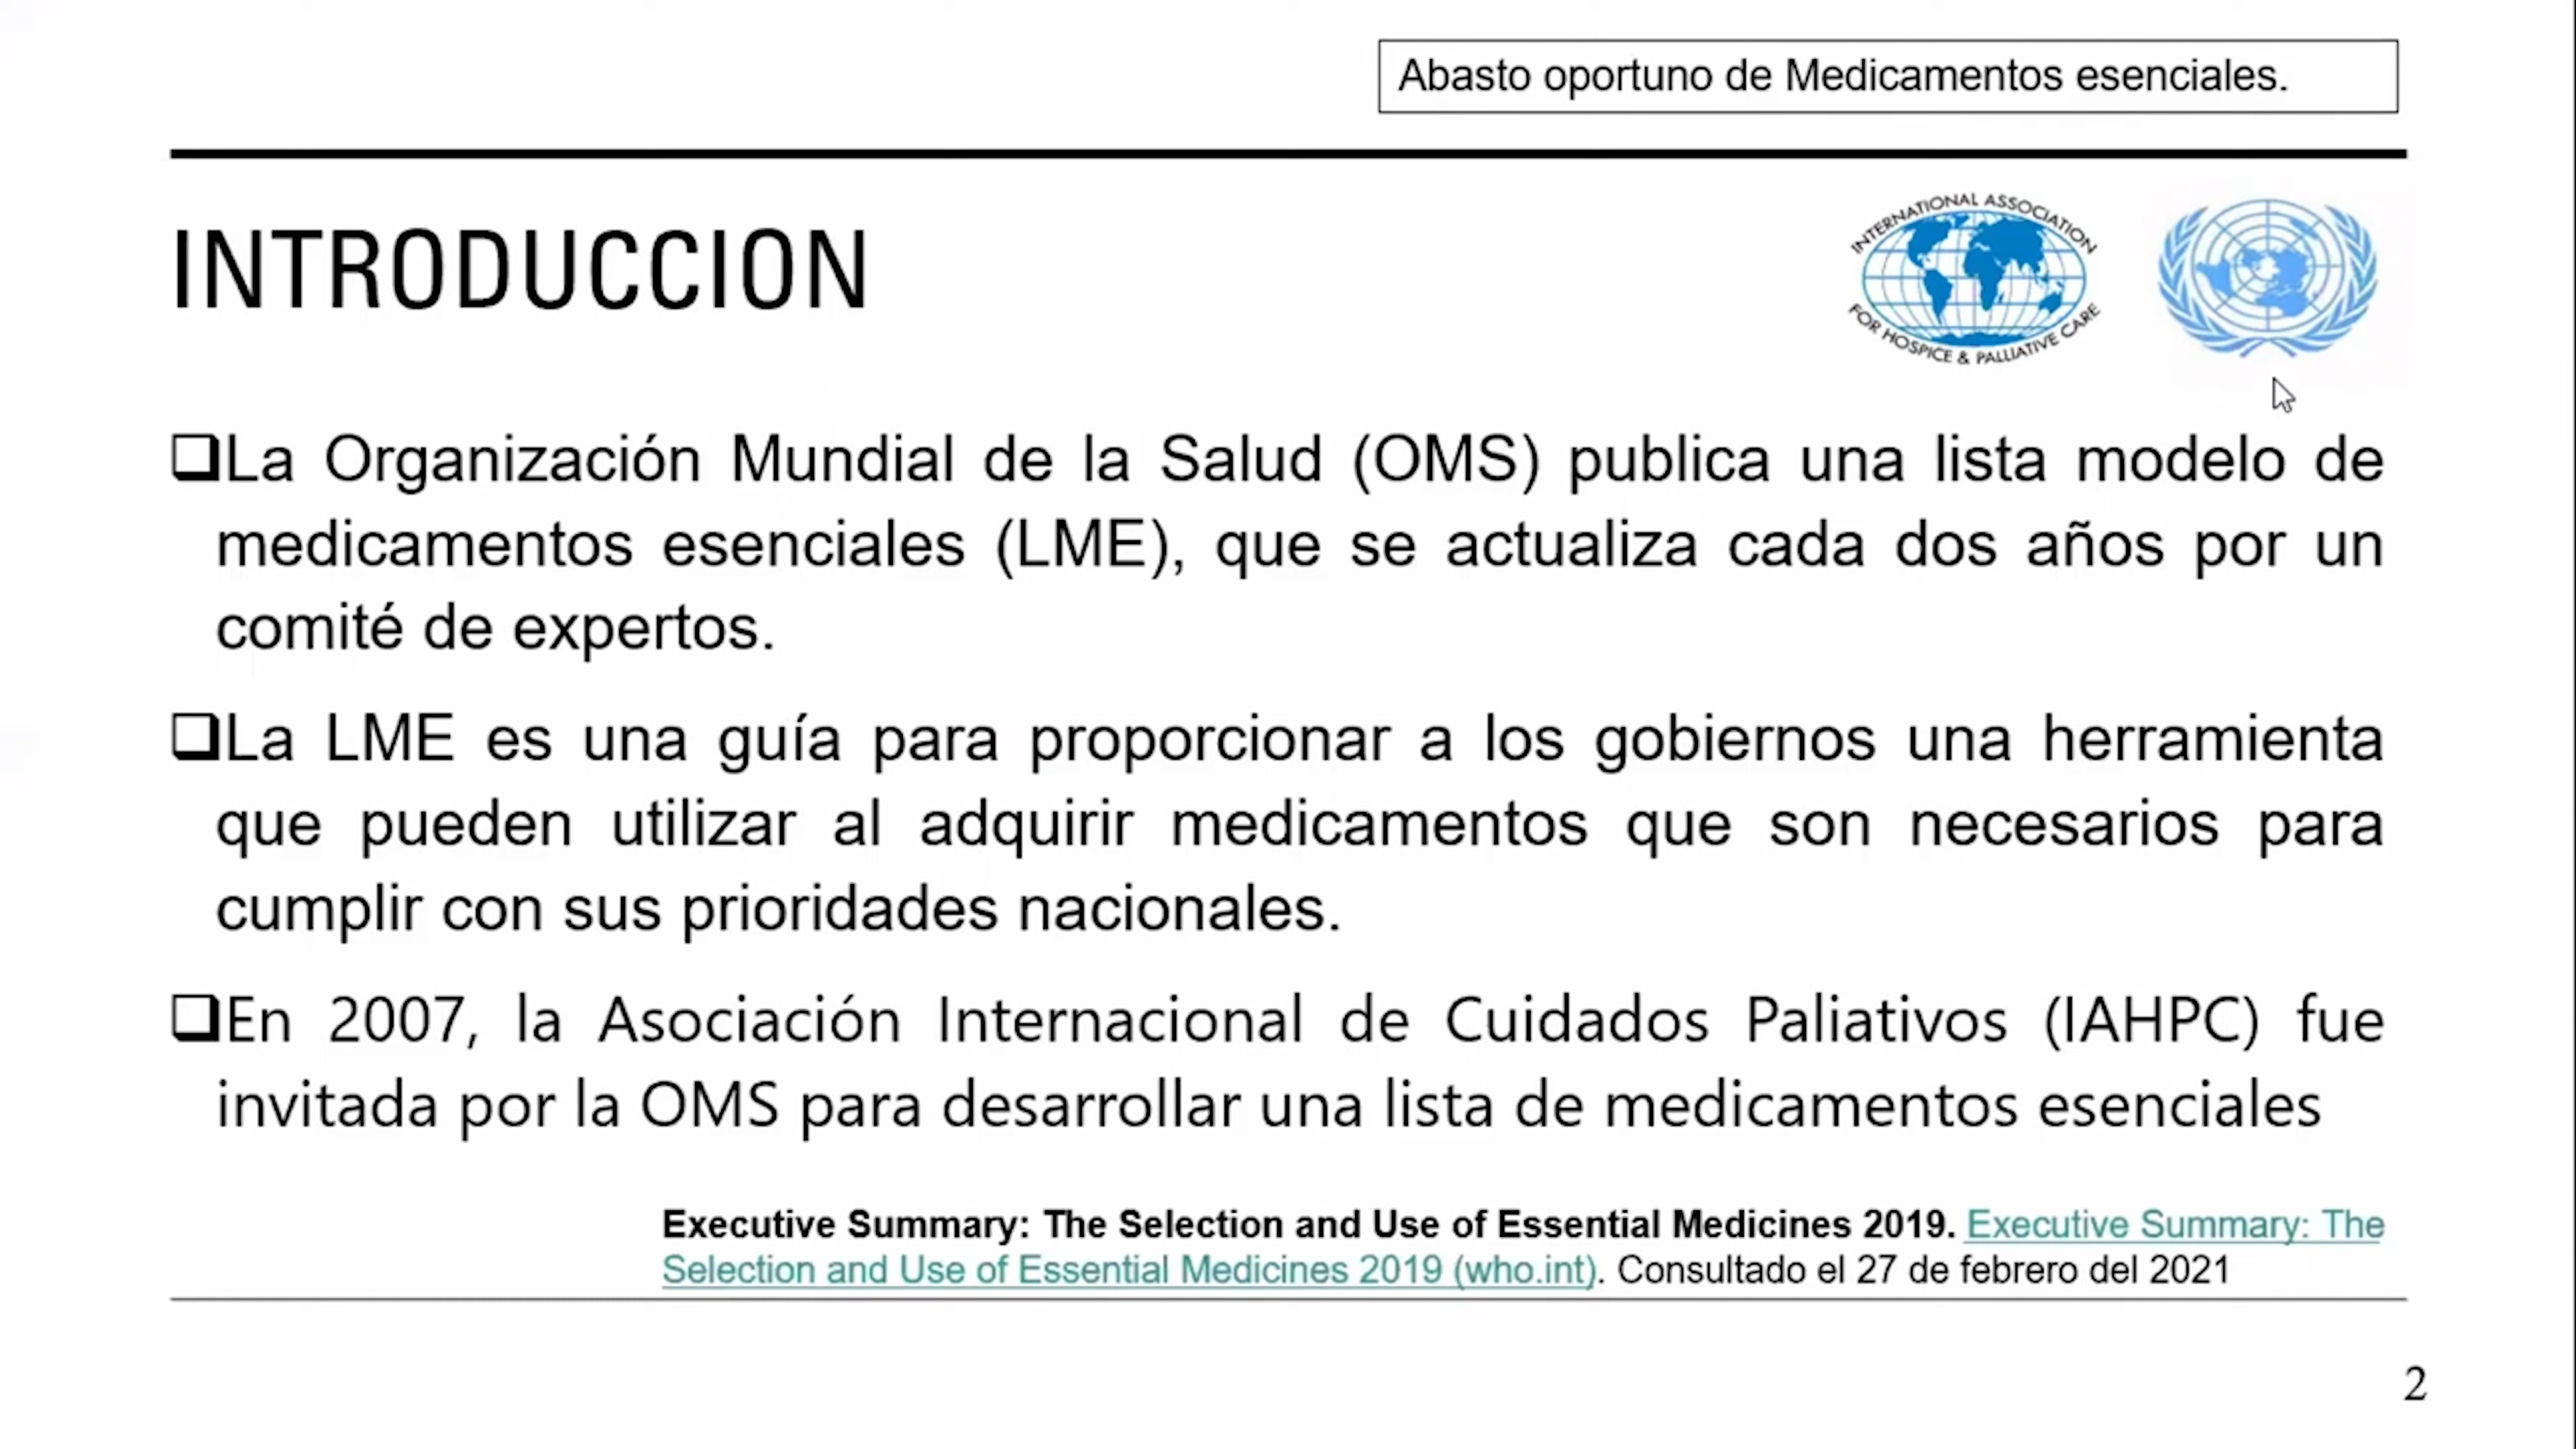 Abasto oportuno de Medicamentos esenciales.
INTRODUCCION
INTERNATIONAL ASSOCIATION
FOR HOSPICE & PALLIATIVE CARE
❑La Organización Mundial de la Salud (OMS) publica una lista modelo de
medicamentos esenciales (LME), que se actualiza cada dos años por un
comité de expertos.
❑La LME es una guía para proporcionar a los gobiernos una herramienta
que pueden utilizar al adquirir medicamentos que son necesarios para
cumplir con sus prioridades nacionales.
❑En 2007, la Asociación Internacional de Cuidados Paliativos (IAHPC) fue
invitada por la OMS para desarrollar una lista de medicamentos esenciales
Executive Summary: The Selection and Use of Essential Medicines 2019. Executive Summary: The
Selection and Use of Essential Medicines 2019 (who.int). Consultado el 27 de febrero del 2021
2